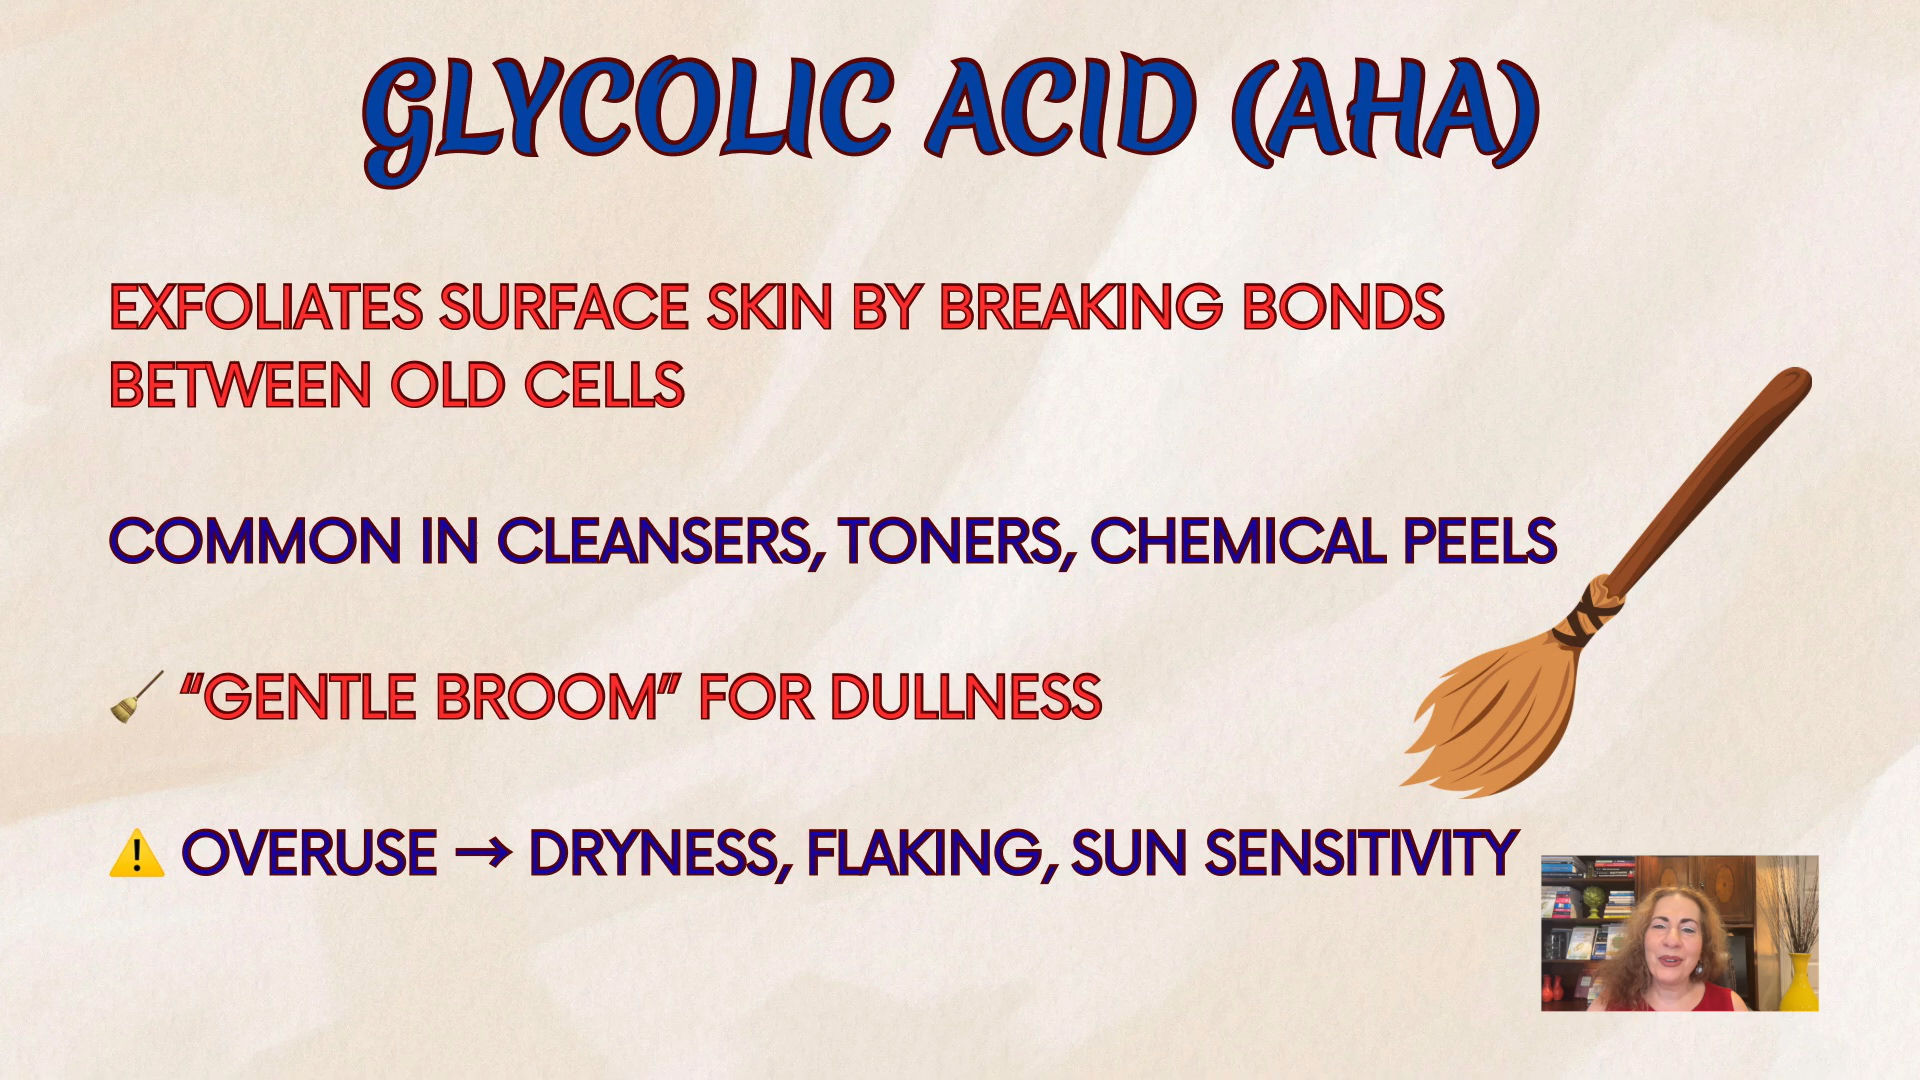 GLYCOLIC ACID (AHA)
EXFOLIATES SURFACE SKIN BY BREAKING BONDS
BETWEEN OLD CELLS
COMMON IN CLEANSERS, TONERS, CHEMICAL PEELS
🧹 "GENTLE BROOM" FOR DULLNESS
⚠️ OVERUSE → DRYNESS, FLAKING, SUN SENSITIVITY